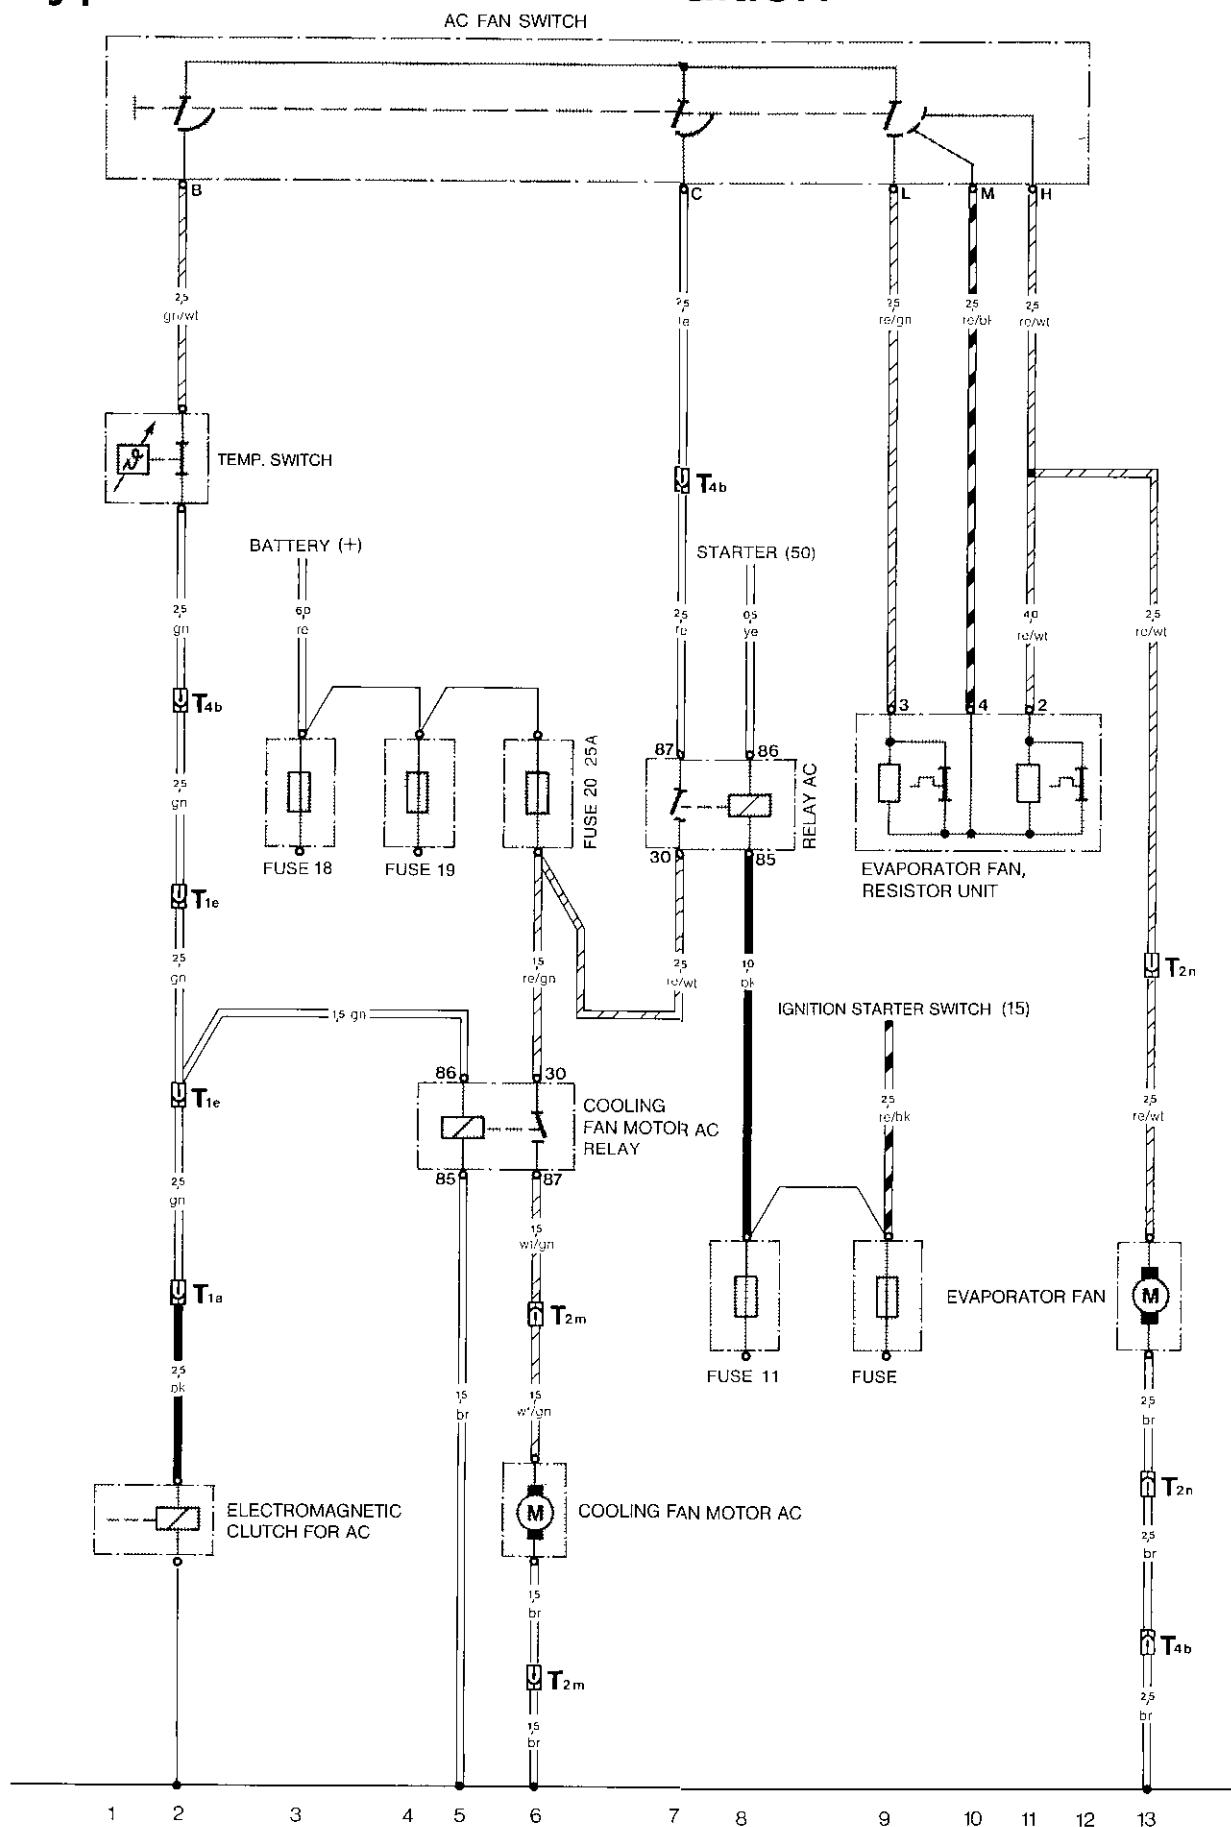 AC FAN SWITCH
B
C
L
M
H
2,5
gn/wt
2,5
2,5
re/gn
2,5
2,5
re/wt
TEMP. SWITCH
T4b
BATTERY (+)
STARTER (50)
2,5
gn
6,0
re
2,5
re
0,5
ye
4,0
re/wt
2,5
re/wt
T4b
3
4
2
87
86
2,5
gn
FUSE 20 25A
RELAY AC
30
85
FUSE 18
FUSE 19
EVAPORATOR FAN,
RESISTOR UNIT
T1e
2,5
gn
1,5
re/gn
2,5
re/wt
1,0
T2n
IGNITION STARTER SWITCH (15)
1,5 gn
86
30
T1e
COOLING
FAN MOTOR AC
RELAY
2,5
re/bk
2,5
re/wt
85
87
2,5
gn
1,5
wt/gn
T1a
T2m
EVAPORATOR FAN
M
FUSE 11
FUSE
2,5
1,5
br
1,5
wt/gn
2,5
br
ELECTROMAGNETIC
CLUTCH FOR AC
M
COOLING FAN MOTOR AC
T2n
2,5
br
1,5
br
T4b
T2m
2,5
br
1,5
br
1 2 3 4 5 6 7 8 9 10 11 12 13